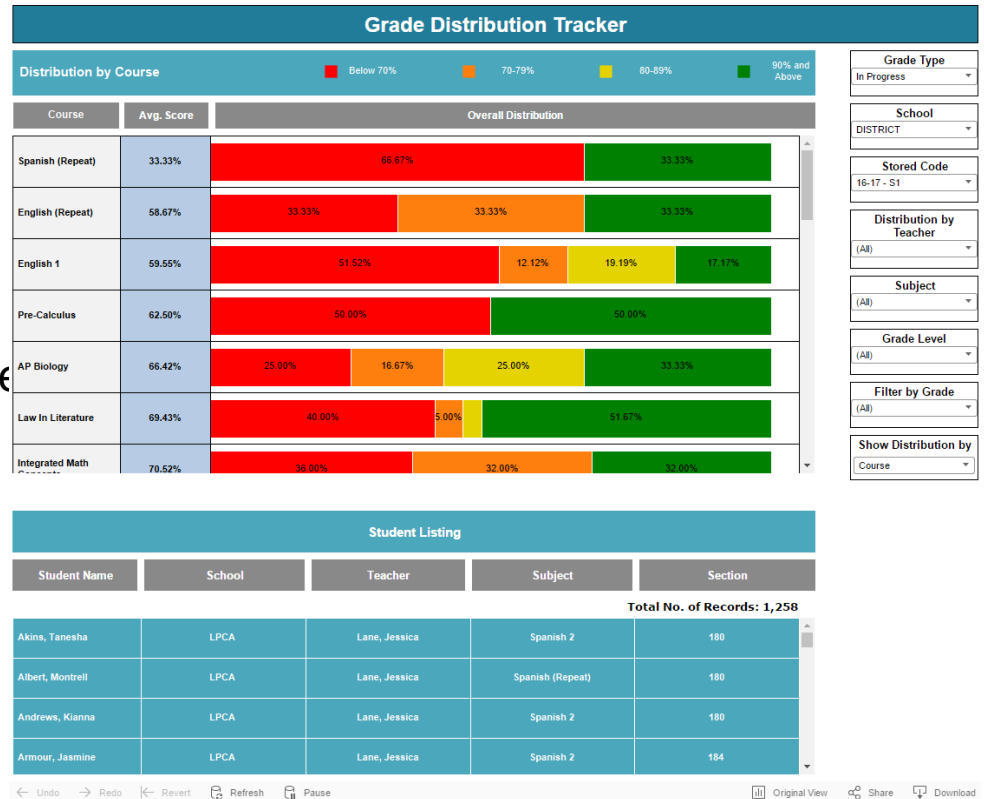 Grade Distribution Tracker
Distribution by Course
Below 70%
70-79%
80-89%
90% and
Above
Course
Avg. Score
Overall Distribution
Spanish (Repeat)
33.33%
66.67%
33.33%
English (Repeat)
58.67%
33.33%
33.33%
33.33%
English 1
59.55%
51.52%
12.12%
19.19%
17.17%
Pre-Calculus
62.50%
50.00%
50.00%
AP Biology
66.42%
25.00%
16.67%
25.00%
33.33%
Law In Literature
69.43%
40.00%
5.00%
51.67%
Integrated Math
70.52%
36.00%
32.00%
32.00%
Grade Type
In Progress
School
DISTRICT
Stored Code
16-17 - S1
Distribution by
Teacher
(All)
Subject
(All)
Grade Level
(All)
Filter by Grade
(All)
Show Distribution by
Course
Student Listing
Student Name
School
Teacher
Subject
Section
Total No. of Records: 1,258
Akins, Tanesha
LPCA
Lane, Jessica
Spanish 2
180
Albert, Montrell
LPCA
Lane, Jessica
Spanish (Repeat)
180
Andrews, Kianna
LPCA
Lane, Jessica
Spanish 2
180
Armour, Jasmine
LPCA
Lane, Jessica
Spanish 2
184
Undo
Redo
Revert
Refresh
Pause
Original View
Share
Download